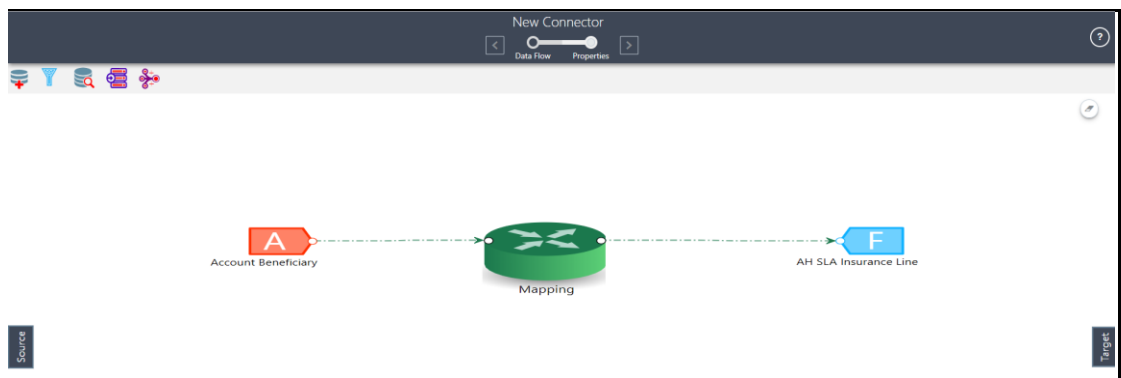 New Connector
<
>
Data Flow
Properties
?
A
F
Account Beneficiary
AH SLA Insurance Line
Mapping
Source
Target